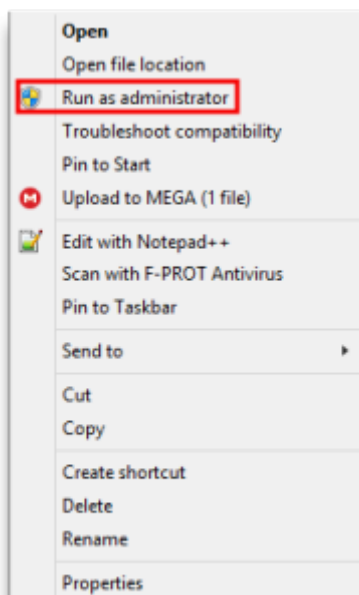 Open
Open file location
Run as administrator
Troubleshoot compatibility
Pin to Start
Upload to MEGA (1 file)
Edit with Notepad++
Scan with F-PROT Antivirus
Pin to Taskbar
Send to
Cut
Copy
Create shortcut
Delete
Rename
Properties